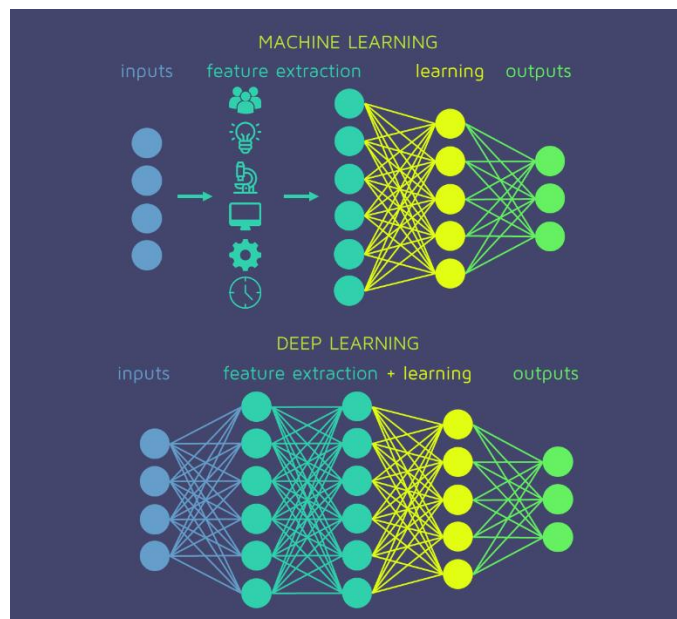 MACHINE LEARNING
inputs feature extraction learning outputs
DEEP LEARNING
inputs feature extraction + learning outputs